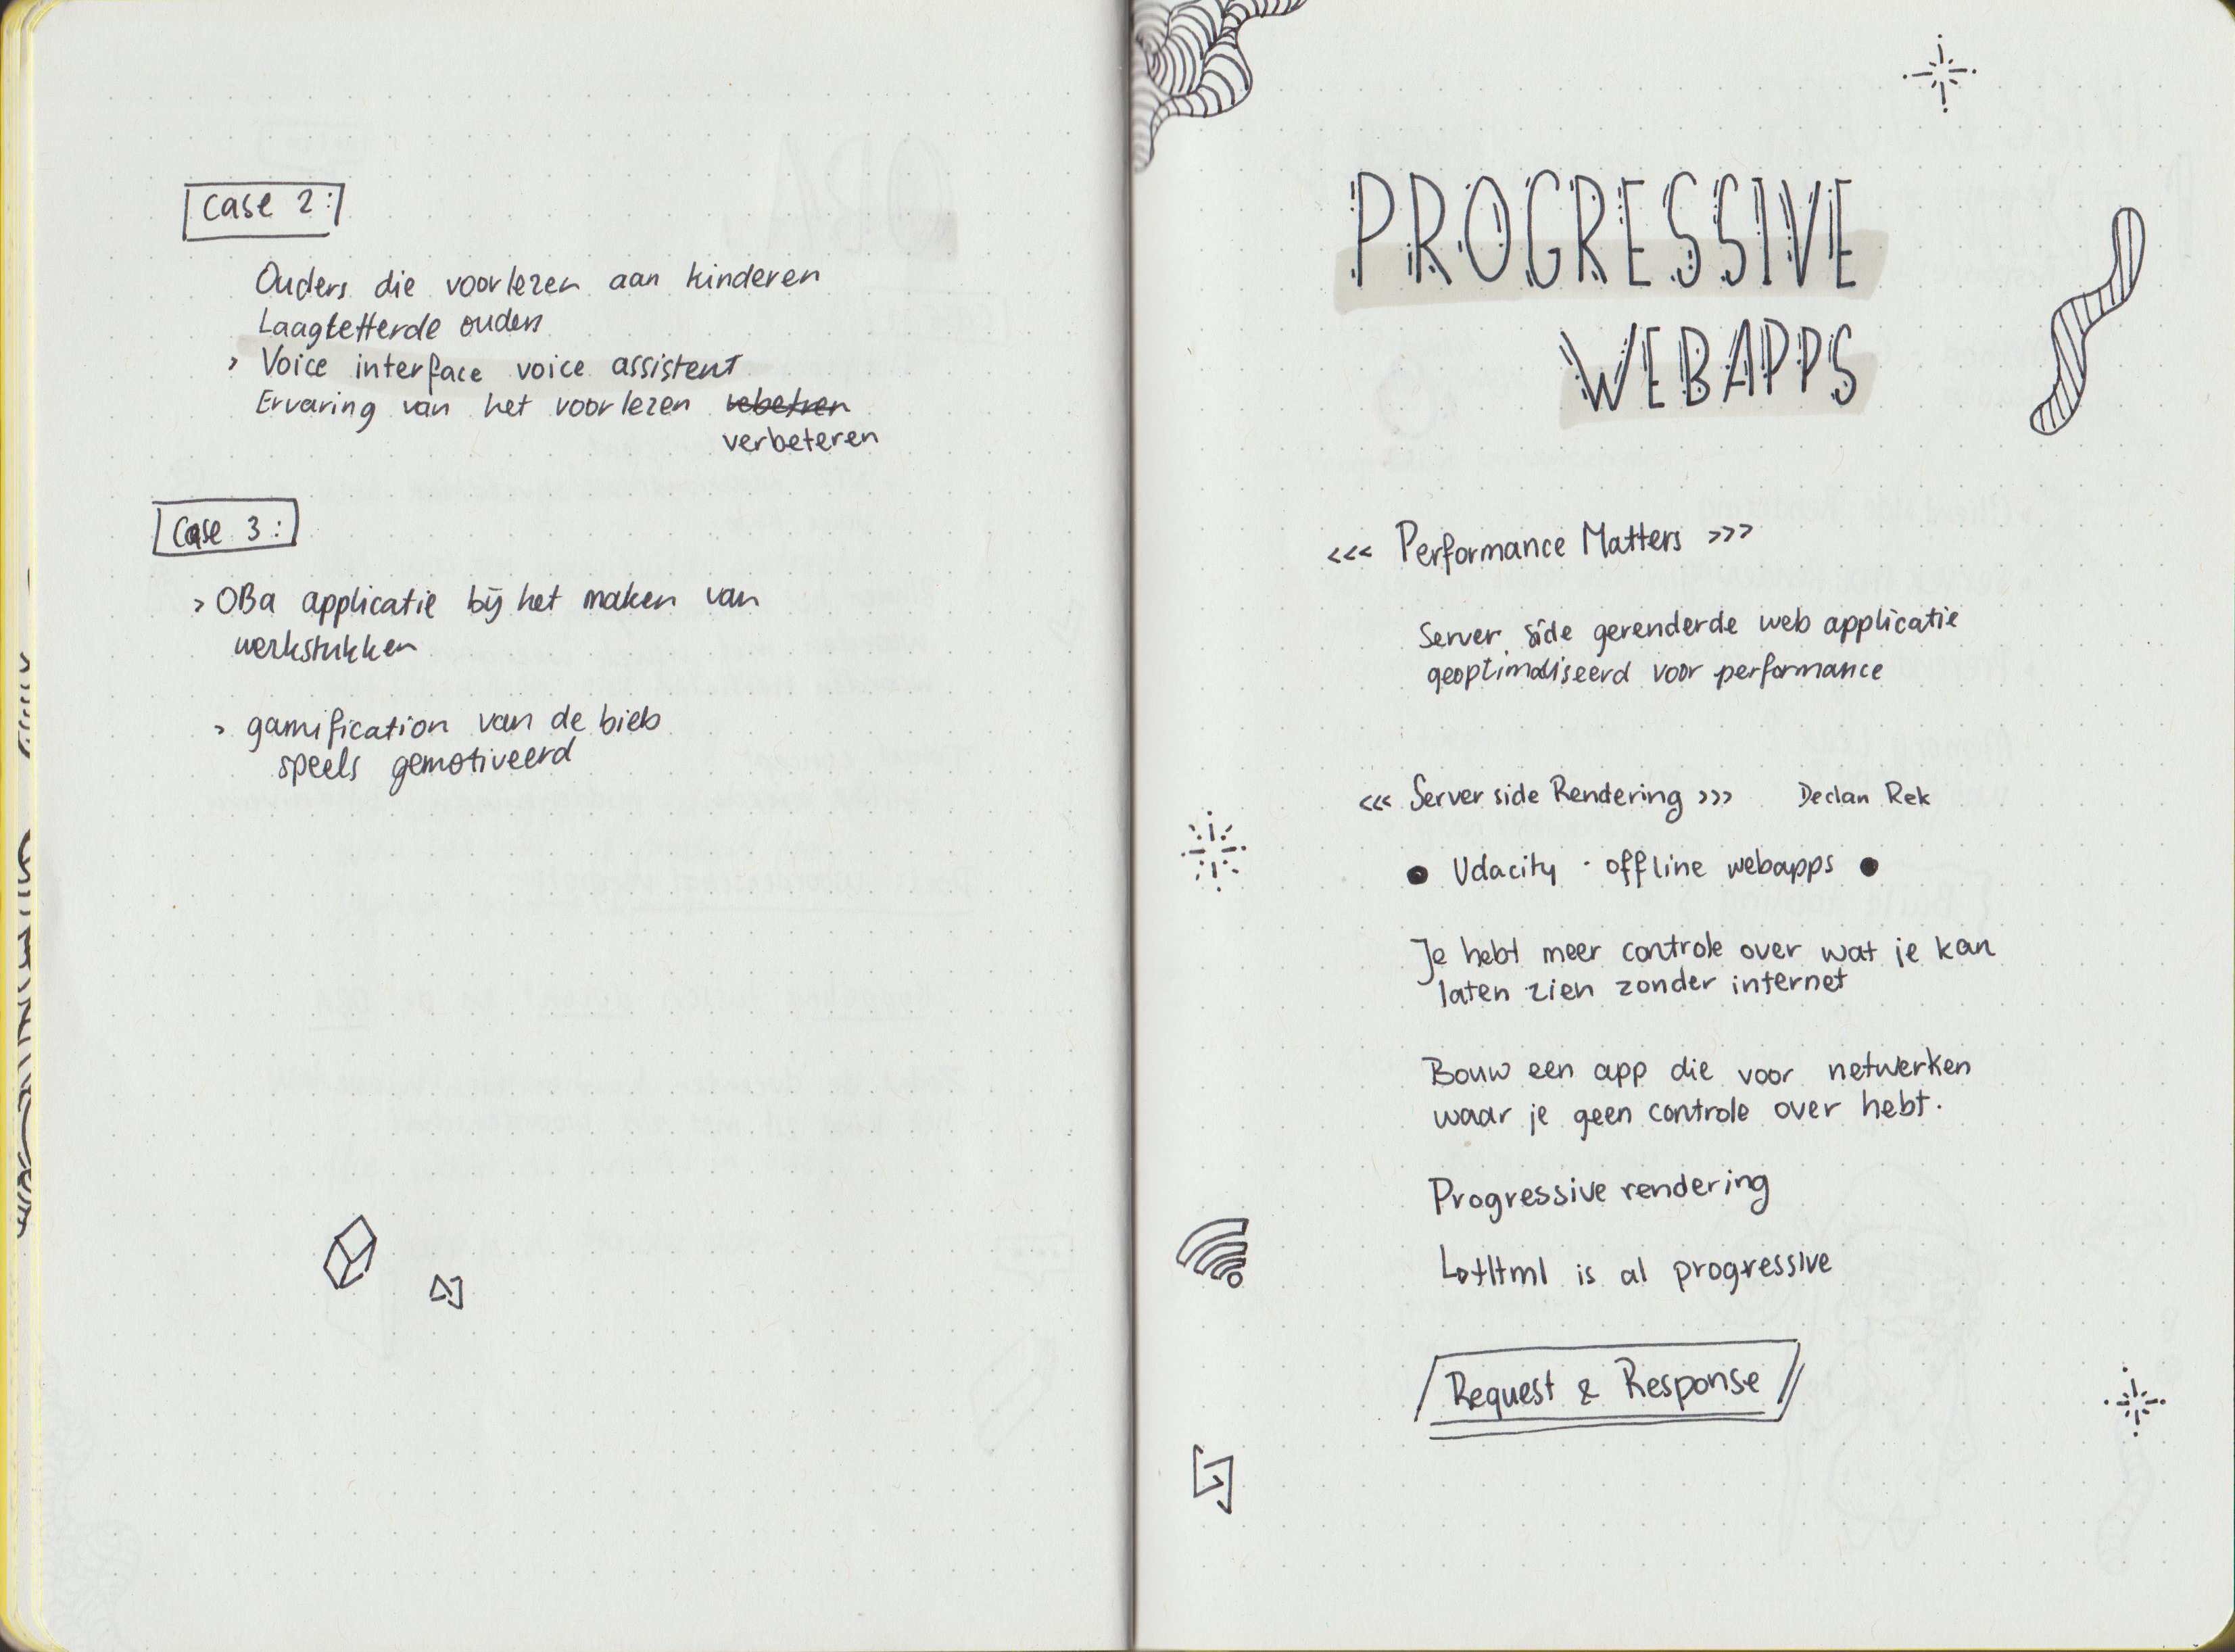 Case 2:
Ouders die voorlezen aan kinderen
Laagletterde ouders
> Voice interface voice assistent
Ervaring van het voorlezen vebetren
verbeteren
Case 3:
> OBa applicatie bij het maken van
werkstukken
> gamification van de bieb
speels gemotiveerd
PROGRESSIVE
WEBAPPS
<<< Performance Matters >>>
Server side gerenderde web applicatie
geoptimaliseerd voor performance
<<< Server side Rendering >>> Declan Rek
● Udacity · offline webapps ●
Je hebt meer controle over wat je kan
laten zien zonder internet
Bouw een app die voor netwerken
waar je geen controle over hebt.
Progressive rendering
Html is al progressive
Request & Response